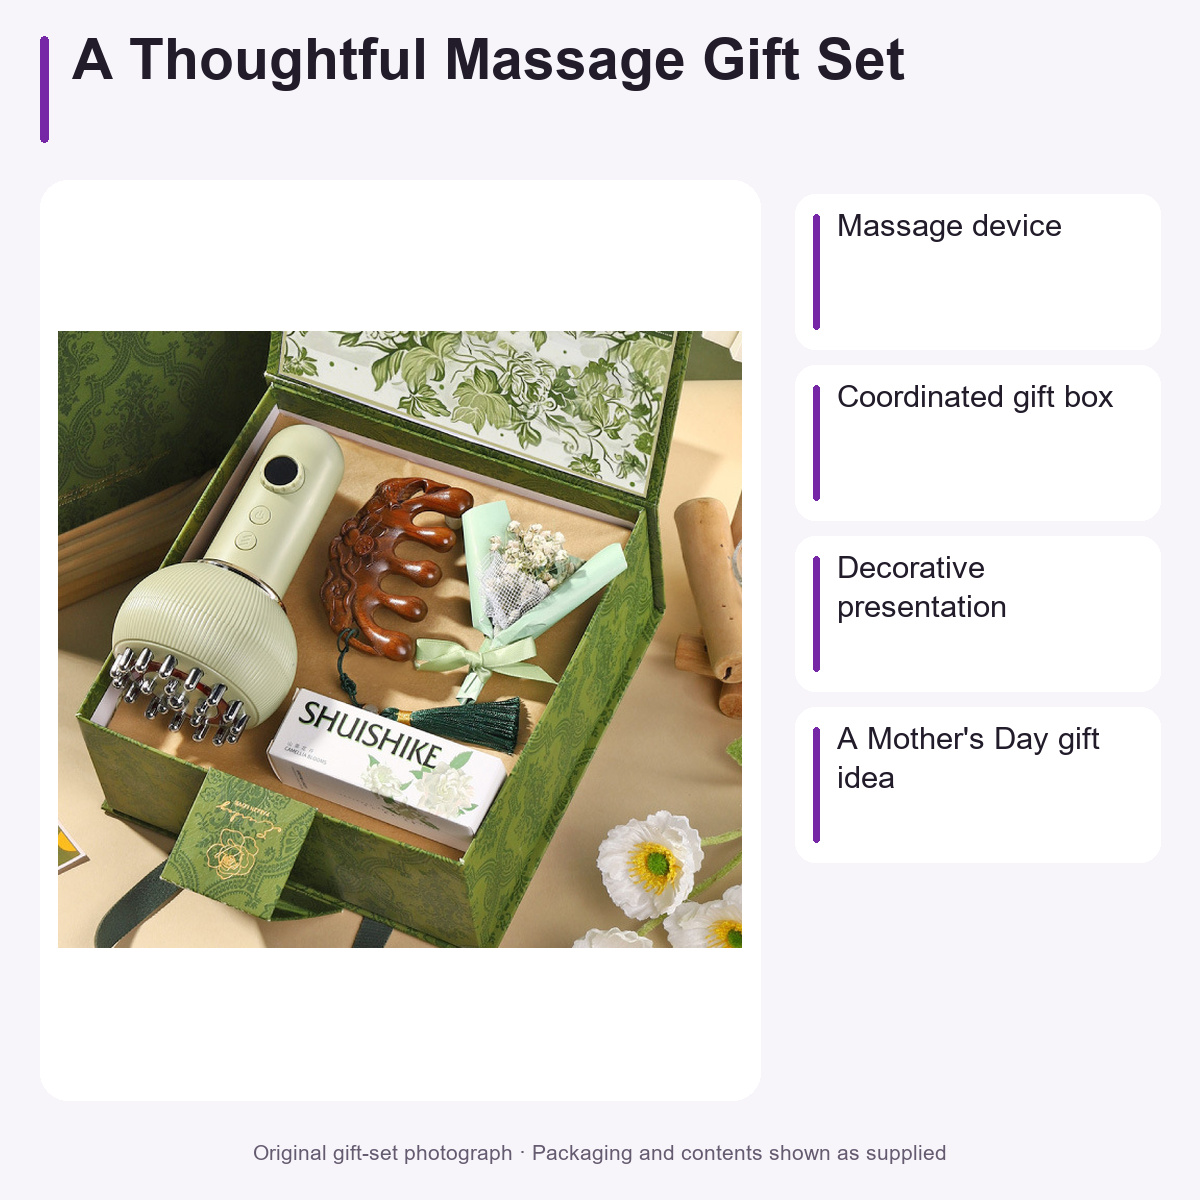 A Thoughtful Massage Gift Set
Massage device
Coordinated gift box
Decorative
presentation
A Mother's Day gift
idea
SHUISHIKE
Original gift-set photograph · Packaging and contents shown as supplied